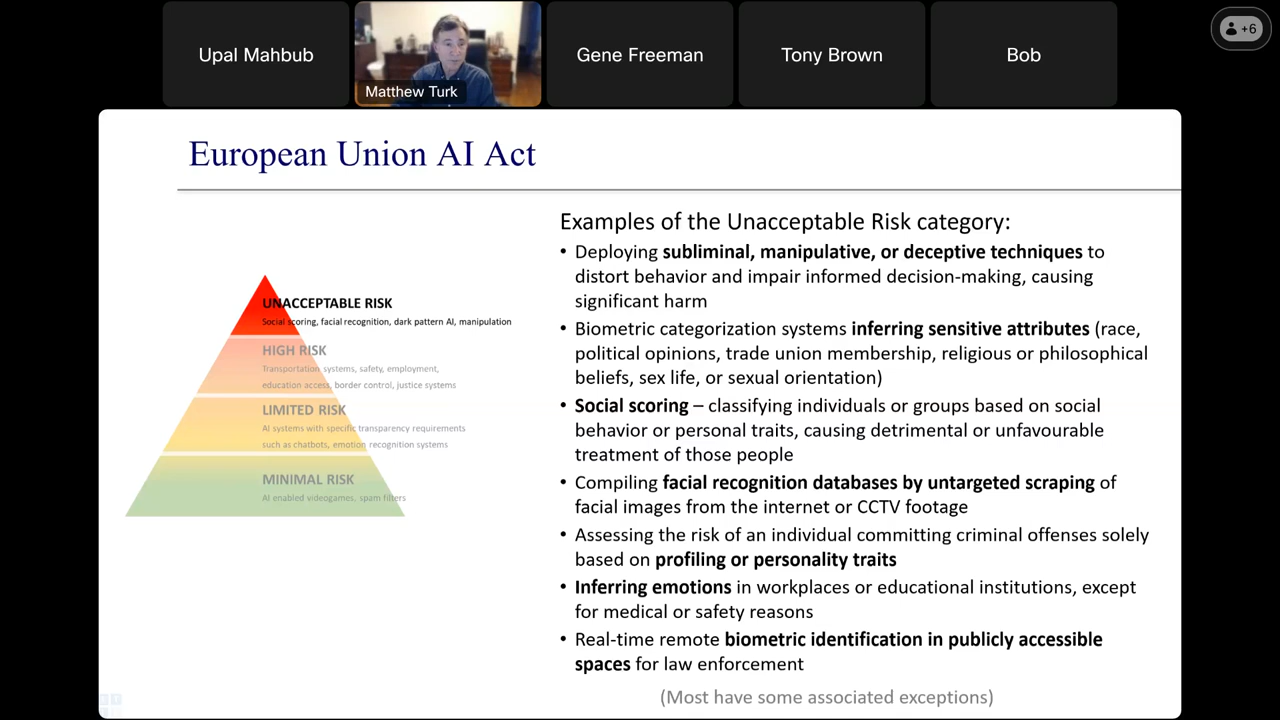 Upal Mahbub
Matthew Turk
Gene Freeman
Tony Brown
Bob
+6
European Union AI Act
UNACCEPTABLE RISK
Social scoring, facial recognition, dark pattern AI, manipulation
HIGH RISK
Transportation systems, safety, employment,
education access, border control, justice systems
LIMITED RISK
AI systems with specific transparency requirements
such as chatbots, emotion recognition systems
MINIMAL RISK
AI enabled videogames, spam filters
Examples of the Unacceptable Risk category:
• Deploying subliminal, manipulative, or deceptive techniques to
distort behavior and impair informed decision-making, causing
significant harm
• Biometric categorization systems inferring sensitive attributes (race,
political opinions, trade union membership, religious or philosophical
beliefs, sex life, or sexual orientation)
• Social scoring – classifying individuals or groups based on social
behavior or personal traits, causing detrimental or unfavourable
treatment of those people
• Compiling facial recognition databases by untargeted scraping of
facial images from the internet or CCTV footage
• Assessing the risk of an individual committing criminal offenses solely
based on profiling or personality traits
• Inferring emotions in workplaces or educational institutions, except
for medical or safety reasons
• Real-time remote biometric identification in publicly accessible
spaces for law enforcement
(Most have some associated exceptions)